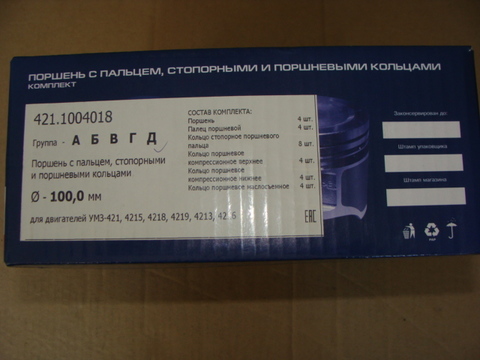 ПОРШЕНЬ С ПАЛЬЦЕМ, СТОПОРНЫМИ И ПОРШНЕВЫМИ КОЛЬЦАМИ
КОМПЛЕКТ
421.1004018
Группа - А Б В Г Д
Поршень с пальцем, стопорными
и поршневыми кольцами
Ø - 100,0 мм
для двигателей УМЗ-421, 4215, 4218, 4219, 4213, 4216
СОСТАВ КОМПЛЕКТА:
Поршень 4 шт.
Палец поршневой 4 шт.
Кольцо стопорное поршневого
пальца 8 шт.
Кольцо поршневое
компрессионное верхнее 4 шт.
Кольцо поршневое
компрессионное нижнее 4 шт.
Кольцо поршневое маслосъемное 4 шт.
EAC
Законсервирован до:
Штамп упаковщика
Штамп магазина